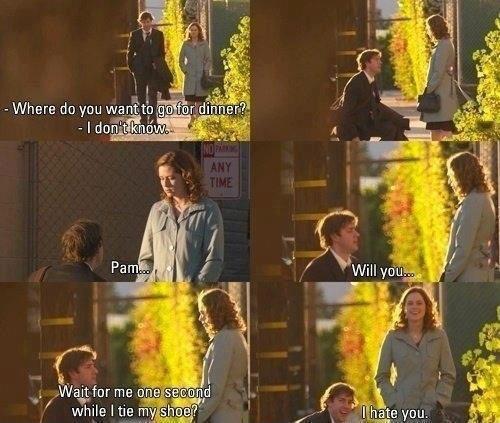 - Where do you want to go for dinner?
- I don't know.
NO PARKING
ANY
TIME
Pam...
Will you...
Wait for me one second
while I tie my shoe?
I hate you.